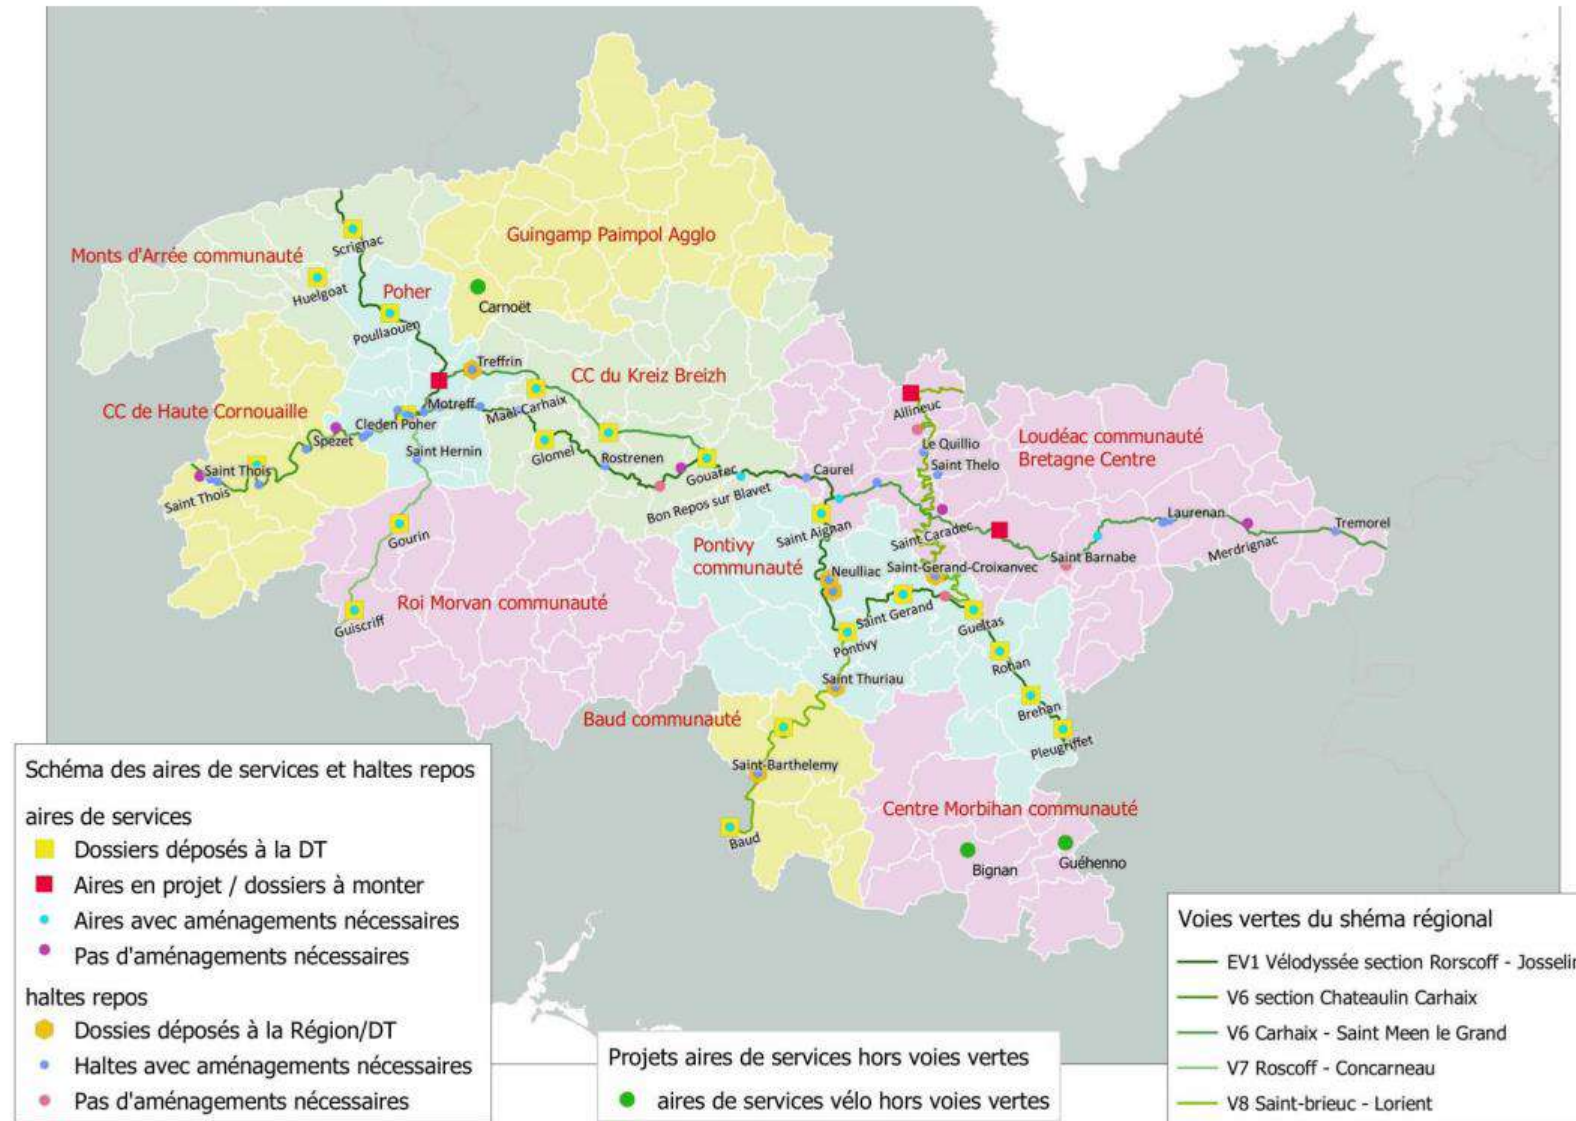 Guingamp Paimpol Agglo
Scrignac
Monts d'Arrée communauté
Huelgoat
Poher
Carnoët
Poullaouen
Treffrin
CC du Kreiz Breizh
CC de Haute Cornouaille
Motreff
Mael-Carhaix
Allineuc
Cleden Poher
Spezet
Le Quillio
Loudéac communauté
Bretagne Centre
Saint Hernin
Glomel
Rostrenen
Gouarec
Caurel
Saint Thelo
Saint Thois
Saint Thois
Bon Repos sur Blavet
Laurenan
Tremorel
Gourin
Saint Aignan
Saint Caradec
Merdrignac
Pontivy
communauté
Saint Barnabe
Neulliac
Saint-Gerand-Croixanvec
Roi Morvan communauté
Saint Gerand
Guiscriff
Gueltas
Pontivy
Rohan
Saint Thuriau
Baud communauté
Brehan
Pleugriffet
Saint-Barthelemy
Centre Morbihan communauté
Baud
Bignan
Guéhenno
Schéma des aires de services et haltes repos
aires de services
Dossiers déposés à la DT
Aires en projet / dossiers à monter
Aires avec aménagements nécessaires
Pas d'aménagements nécessaires
haltes repos
Dossies déposés à la Région/DT
Haltes avec aménagements nécessaires
Pas d'aménagements nécessaires
Projets aires de services hors voies vertes
aires de services vélo hors voies vertes
Voies vertes du shéma régional
EV1 Vélodyssée section Rorscoff - Josselin
V6 section Chateaulin Carhaix
V6 Carhaix - Saint Meen le Grand
V7 Roscoff - Concarneau
V8 Saint-brieuc - Lorient